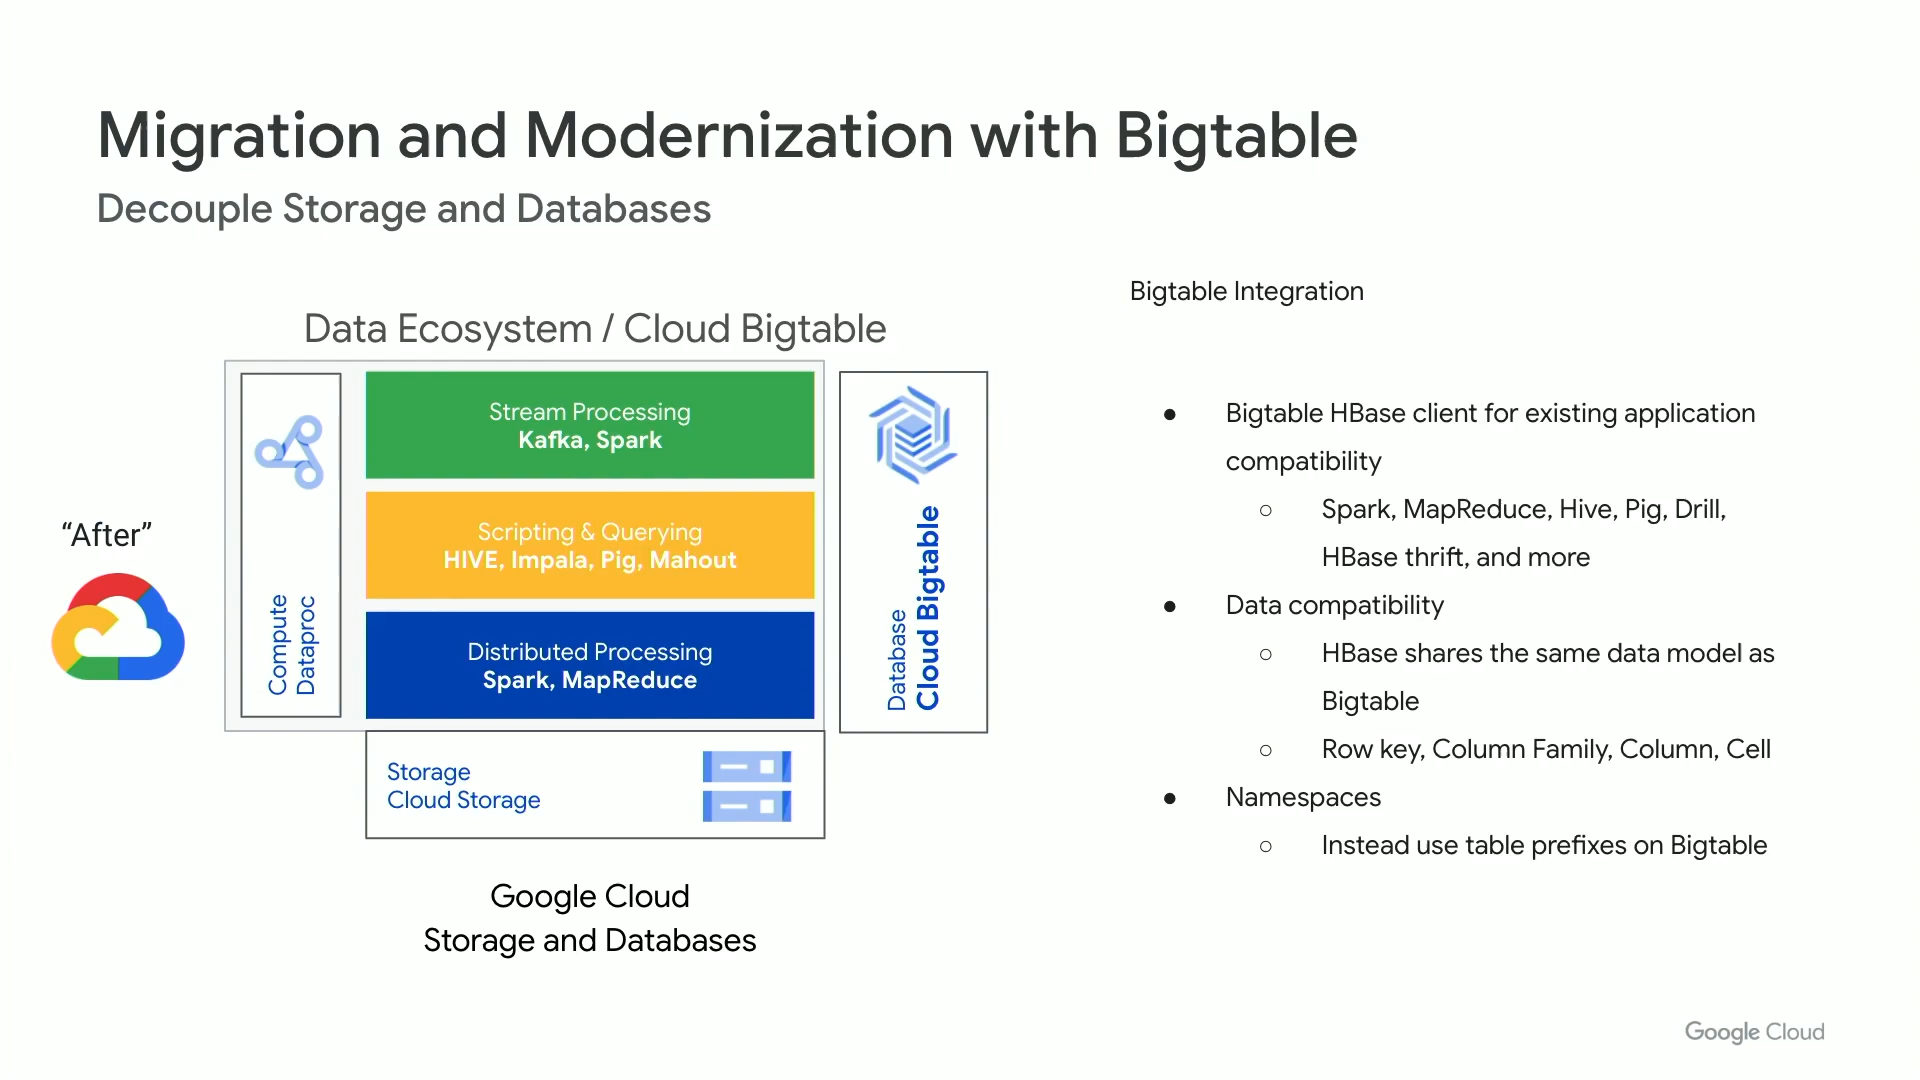 Migration and Modernization with Bigtable
Decouple Storage and Databases
Data Ecosystem / Cloud Bigtable
“After”
Compute
Dataproc
Stream Processing
Kafka, Spark
Scripting & Querying
HIVE, Impala, Pig, Mahout
Distributed Processing
Spark, MapReduce
Database
Cloud Bigtable
Storage
Cloud Storage
Google Cloud
Storage and Databases
Bigtable Integration
● Bigtable HBase client for existing application
compatibility
○ Spark, MapReduce, Hive, Pig, Drill,
HBase thrift, and more
● Data compatibility
○ HBase shares the same data model as
Bigtable
○ Row key, Column Family, Column, Cell
● Namespaces
○ Instead use table prefixes on Bigtable
Google Cloud